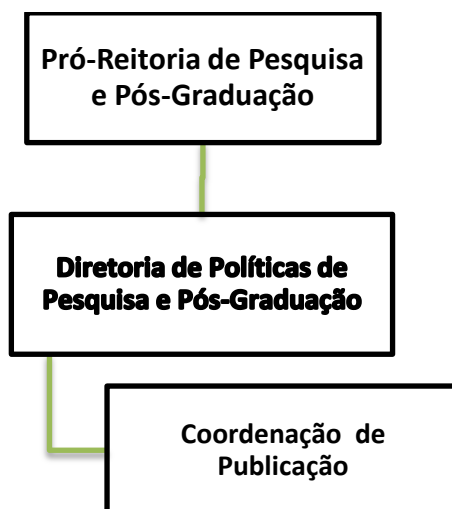 Pró-Reitoria de Pesquisa
e Pós-Graduação
Diretoria de Políticas de
Pesquisa e Pós-Graduação
Coordenação de
Publicação